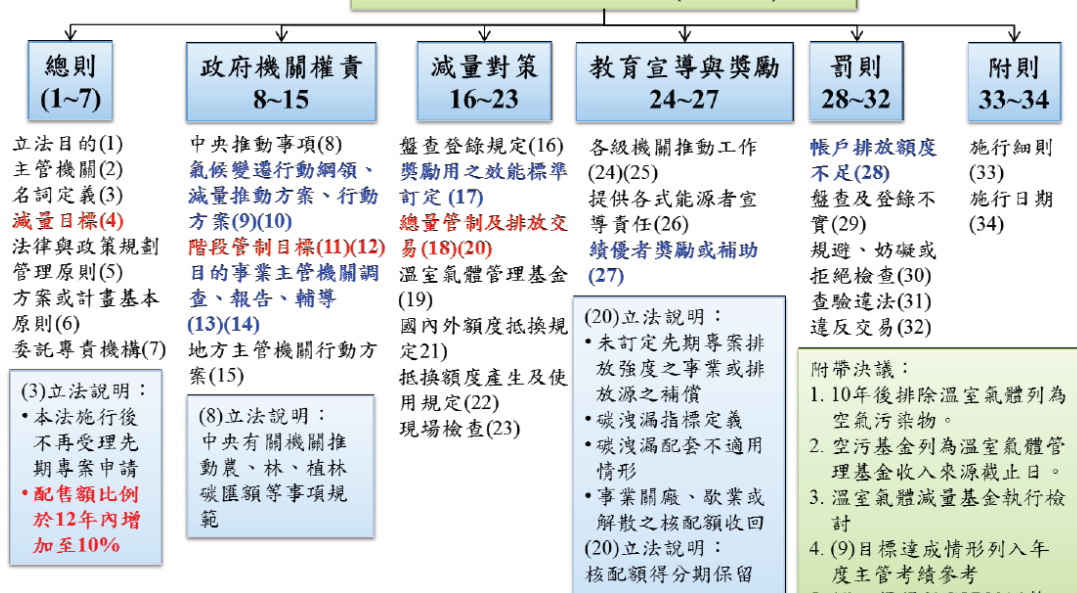 總則
(1~7)
立法目的(1)
主管機關(2)
名詞定義(3)
減量目標(4)
法律與政策規劃
管理原則(5)
方案或計畫基本
原則(6)
委託專責機構(7)
(3)立法說明：
•本法施行後
不再受理先
期專案申請
•配售額比例
於12年內增
加至10%
政府機關權責
8~15
中央推動事項(8)
氣候變遷行動綱領、
減量推動方案、行動
方案(9)(10)
階段管制目標(11)(12)
目的事業主管機關調
查、報告、輔導
(13)(14)
地方主管機關行動方
案(15)
(8)立法說明：
中央有關機關推
動農、林、植林
碳匯額等事項規
範
減量對策
16~23
盤查登錄規定(16)
獎勵用之效能標準
訂定 (17)
總量管制及排放交
易(18)(20)
溫室氣體管理基金
(19)
國內外額度抵換規
定21)
抵換額度產生及使
用規定(22)
現場檢查(23)
教育宣導與獎勵
24~27
各級機關推動工作
(24)(25)
提供各式能源者宣
導責任(26)
績優者獎勵或補助
(27)
(20)立法說明：
•未訂定先期專案排
放強度之事業或排
放源之補償
•碳洩漏指標定義
•碳洩漏配套不適用
情形
•事業關廠、歇業或
解散之核配額收回
(20)立法說明：
核配額得分期保留
罰則
28~32
帳戶排放額度
不足(28)
盤查及登錄不
實(29)
規避、妨礙或
拒絕檢查(30)
查驗違法(31)
違反交易(32)
附帶決議：
1. 10年後排除溫室氣體列為
空氣污染物。
2. 空污基金列為溫室氣體管
理基金收入來源截止日。
3. 溫室氣體減量基金執行檢
討
4. (9)目標達成情形列入年
度主管考績參考
附則
33~34
施行細則
(33)
施行日期
(34)